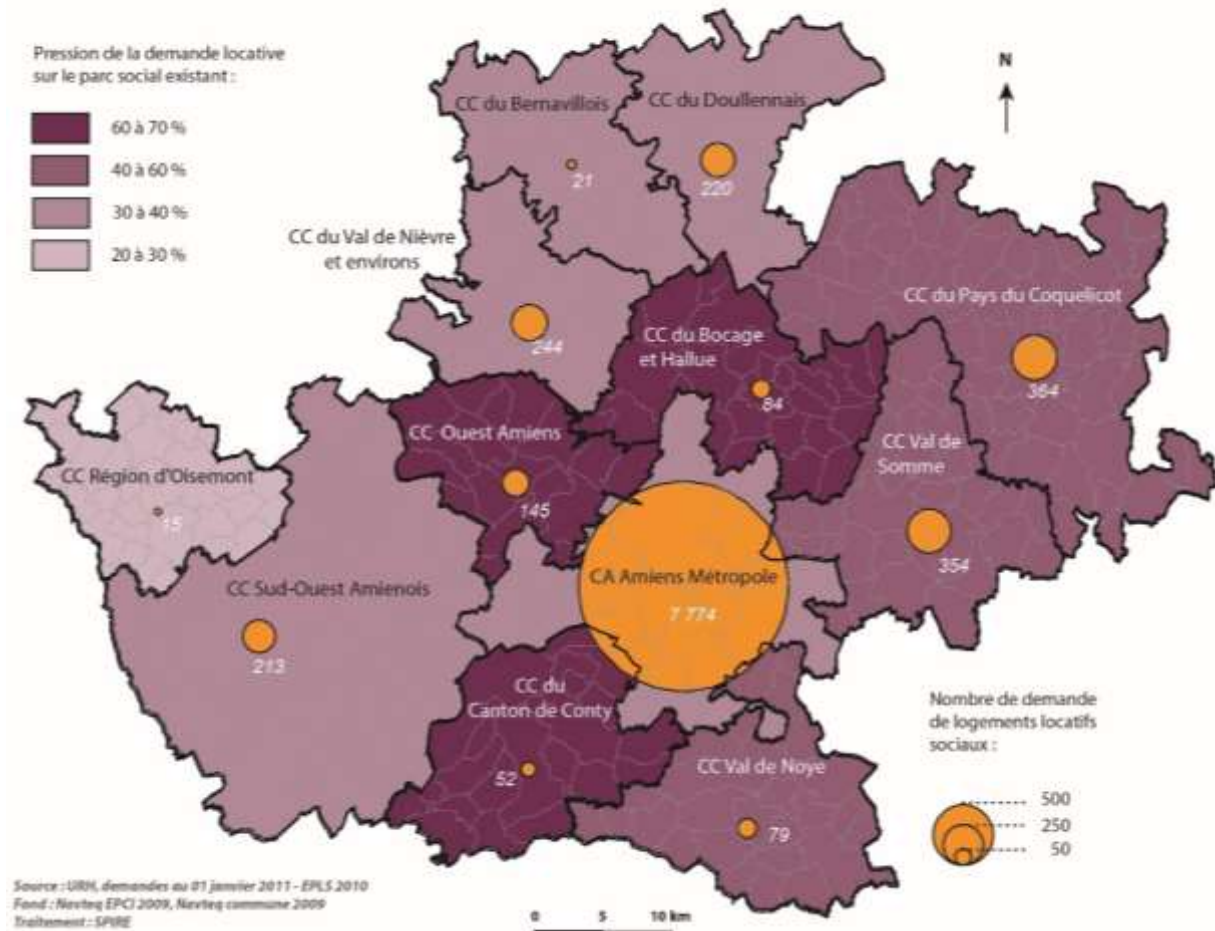 Pression de la demande locative
sur le parc social existant :
60 à 70 %
40 à 60 %
30 à 40 %
20 à 30 %
N
CC du Bernavillois
21
CC du Doullennais
220
CC du Val de Nièvre
et environs
244
CC du Pays du Coquelicot
364
CC du Bocage
et Hallue
84
CC Ouest Amiens
145
CC Val de
Somme
354
CC Région d'Oisemont
15
CC Sud-Ouest Amienois
213
CA Amiens Métropole
7 774
CC du
Canton de Conty
52
CC Val de Noye
79
Nombre de demande
de logements locatifs
sociaux :
500
250
50
Source : URH, demandes au 01 janvier 2011 - EPLS 2010
Fond : Navteq EPCI 2009, Navteq commune 2009
Traitement : SPIRE
0 5 10 km